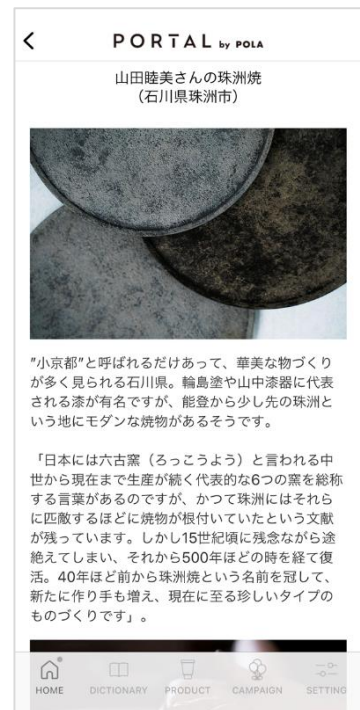 PORTAL by POLA
山田睦美さんの珠洲焼
（石川県珠洲市）
”小京都”と呼ばれるだけあって、華美な物づくり
が多く見られる石川県。輪島塗や山中漆器に代表
される漆が有名ですが、能登から少し先の珠洲と
いう地にモダンな焼物があるそうです。
「日本には六古窯（ろっこうよう）と言われる中
世から現在まで生産が続く代表的な6つの窯を総称
する言葉があるのですが、かつて珠洲にはそれら
に匹敵するほどに焼物が根付いていたという文献
が残っています。しかし15世紀頃に残念ながら途
絶えてしまい、それから500年ほどの時を経て復
活。40年ほど前から珠洲焼という名前を冠して、
新たに作り手も増え、現在に至る珍しいタイプの
ものづくりです」。
HOME DICTIONARY PRODUCT CAMPAIGN SETTING